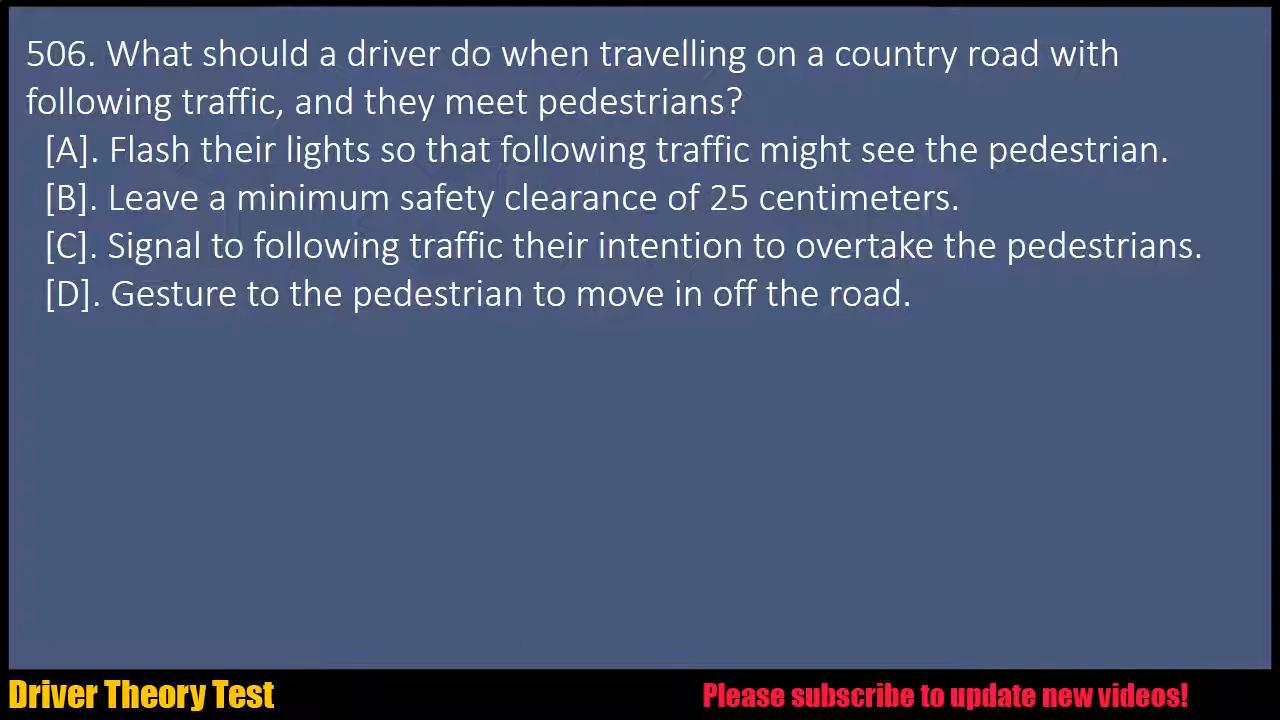 506. What should a driver do when travelling on a country road with
following traffic, and they meet pedestrians?
[A]. Flash their lights so that following traffic might see the pedestrian.
[B]. Leave a minimum safety clearance of 25 centimeters.
[C]. Signal to following traffic their intention to overtake the pedestrians.
[D]. Gesture to the pedestrian to move in off the road.
Driver Theory Test
Please subscribe to update new videos!